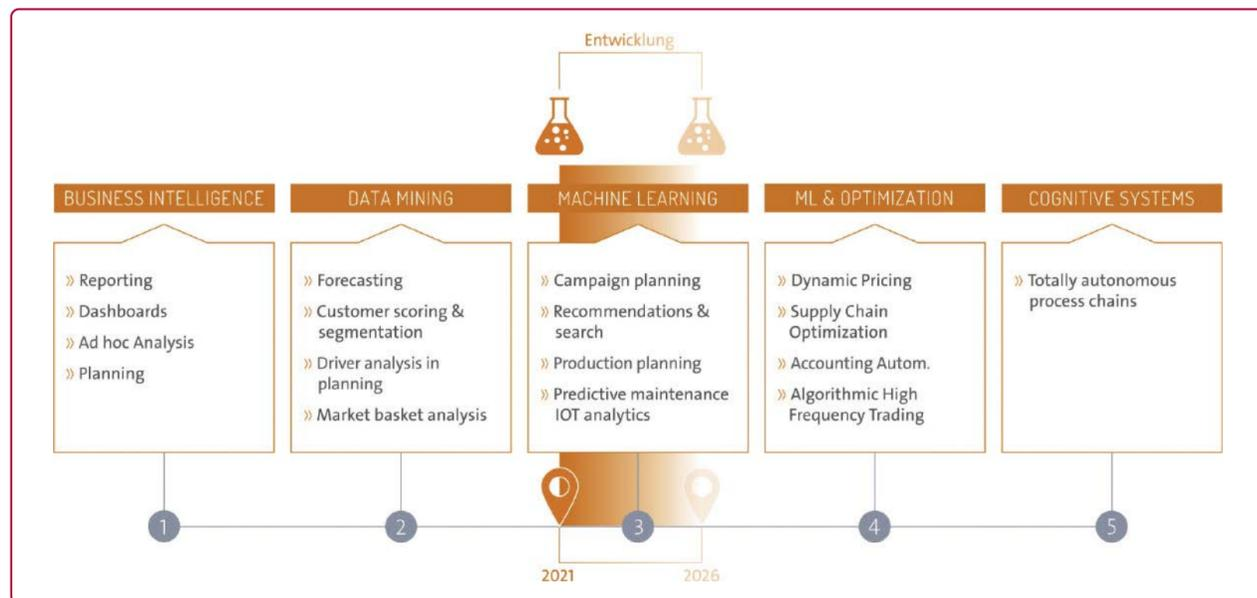 Entwicklung
BUSINESS INTELLIGENCE
» Reporting
» Dashboards
» Ad hoc Analysis
» Planning
DATA MINING
» Forecasting
» Customer scoring &
segmentation
» Driver analysis in
planning
» Market basket analysis
MACHINE LEARNING
» Campaign planning
» Recommendations &
search
» Production planning
» Predictive maintenance
IOT analytics
ML & OPTIMIZATION
» Dynamic Pricing
» Supply Chain
Optimization
» Accounting Autom.
» Algorithmic High
Frequency Trading
COGNITIVE SYSTEMS
» Totally autonomous
process chains
1
2
3
4
5
2021
2026